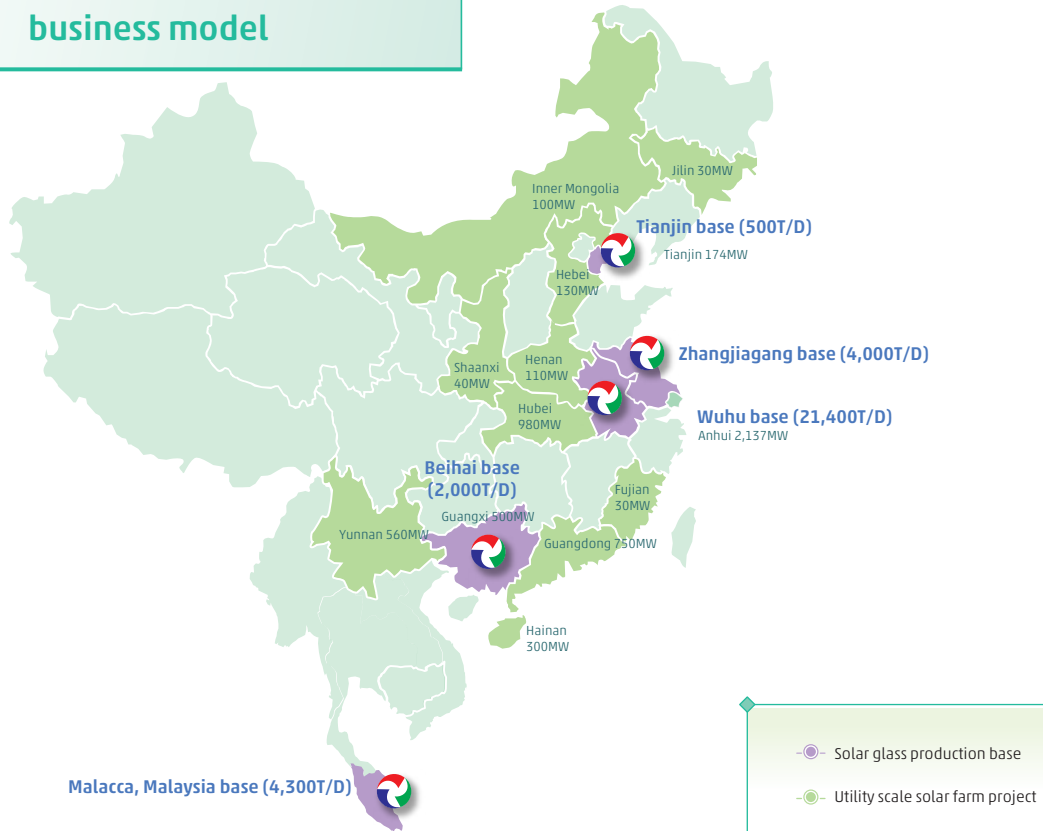 business model
Jilin 30MW
Inner Mongolia
100MW
Tianjin base (500T/D)
Tianjin 174MW
Hebei
130MW
Zhangjiagang base (4,000T/D)
Henan
110MW
Shaanxi
40MW
Wuhu base (21,400T/D)
Anhui 2,137MW
Hubei
980MW
Beihai base
(2,000T/D)
Guangxi 500MW
Fujian
30MW
Yunnan 560MW
Guangdong 750MW
Hainan
300MW
Malacca, Malaysia base (4,300T/D)
Solar glass production base
Utility scale solar farm project